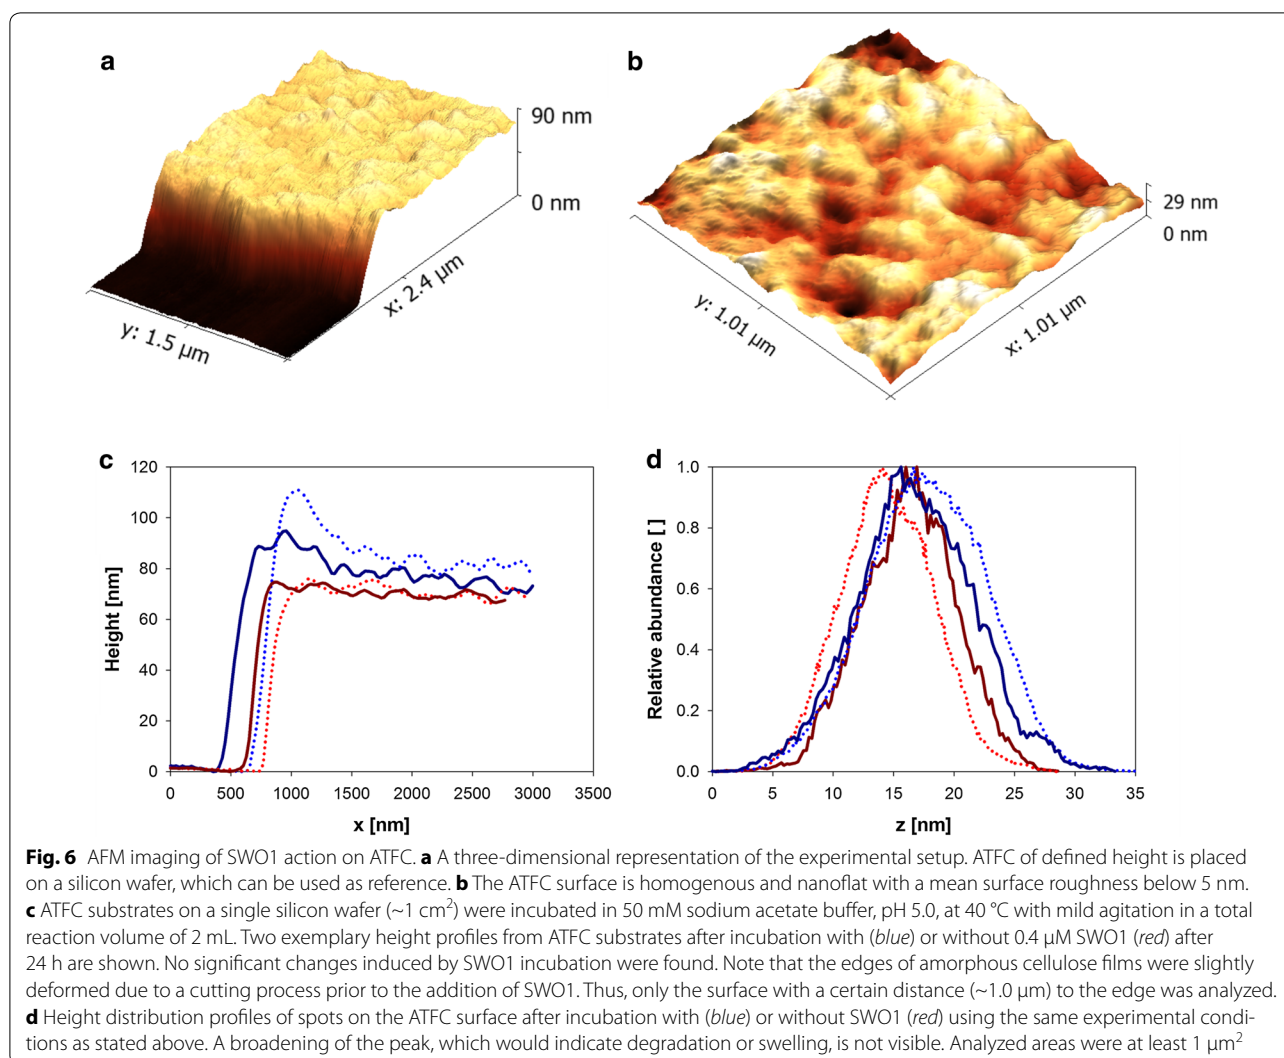 a
90 nm
0 nm
x: 2.4 µm
y: 1.5 µm
b
29 nm
0 nm
y: 1.01 µm
x: 1.01 µm
c
120
100
80
60
40
20
0
Height [nm]
0 500 1000 1500 2000 2500 3000 3500
x [nm]
d
1.0
0.8
0.6
0.4
0.2
0.0
Relative abundance [ ]
0 5 10 15 20 25 30 35
z [nm]
Fig. 6 AFM imaging of SWO1 action on ATFC. a A three-dimensional representation of the experimental setup. ATFC of defined height is placed
on a silicon wafer, which can be used as reference. b The ATFC surface is homogenous and nanoflat with a mean surface roughness below 5 nm.
c ATFC substrates on a single silicon wafer (~1 cm²) were incubated in 50 mM sodium acetate buffer, pH 5.0, at 40 °C with mild agitation in a total
reaction volume of 2 mL. Two exemplary height profiles from ATFC substrates after incubation with (blue) or without 0.4 µM SWO1 (red) after
24 h are shown. No significant changes induced by SWO1 incubation were found. Note that the edges of amorphous cellulose films were slightly
deformed due to a cutting process prior to the addition of SWO1. Thus, only the surface with a certain distance (~1.0 µm) to the edge was analyzed.
d Height distribution profiles of spots on the ATFC surface after incubation with (blue) or without SWO1 (red) using the same experimental condi-
tions as stated above. A broadening of the peak, which would indicate degradation or swelling, is not visible. Analyzed areas were at least 1 µm²